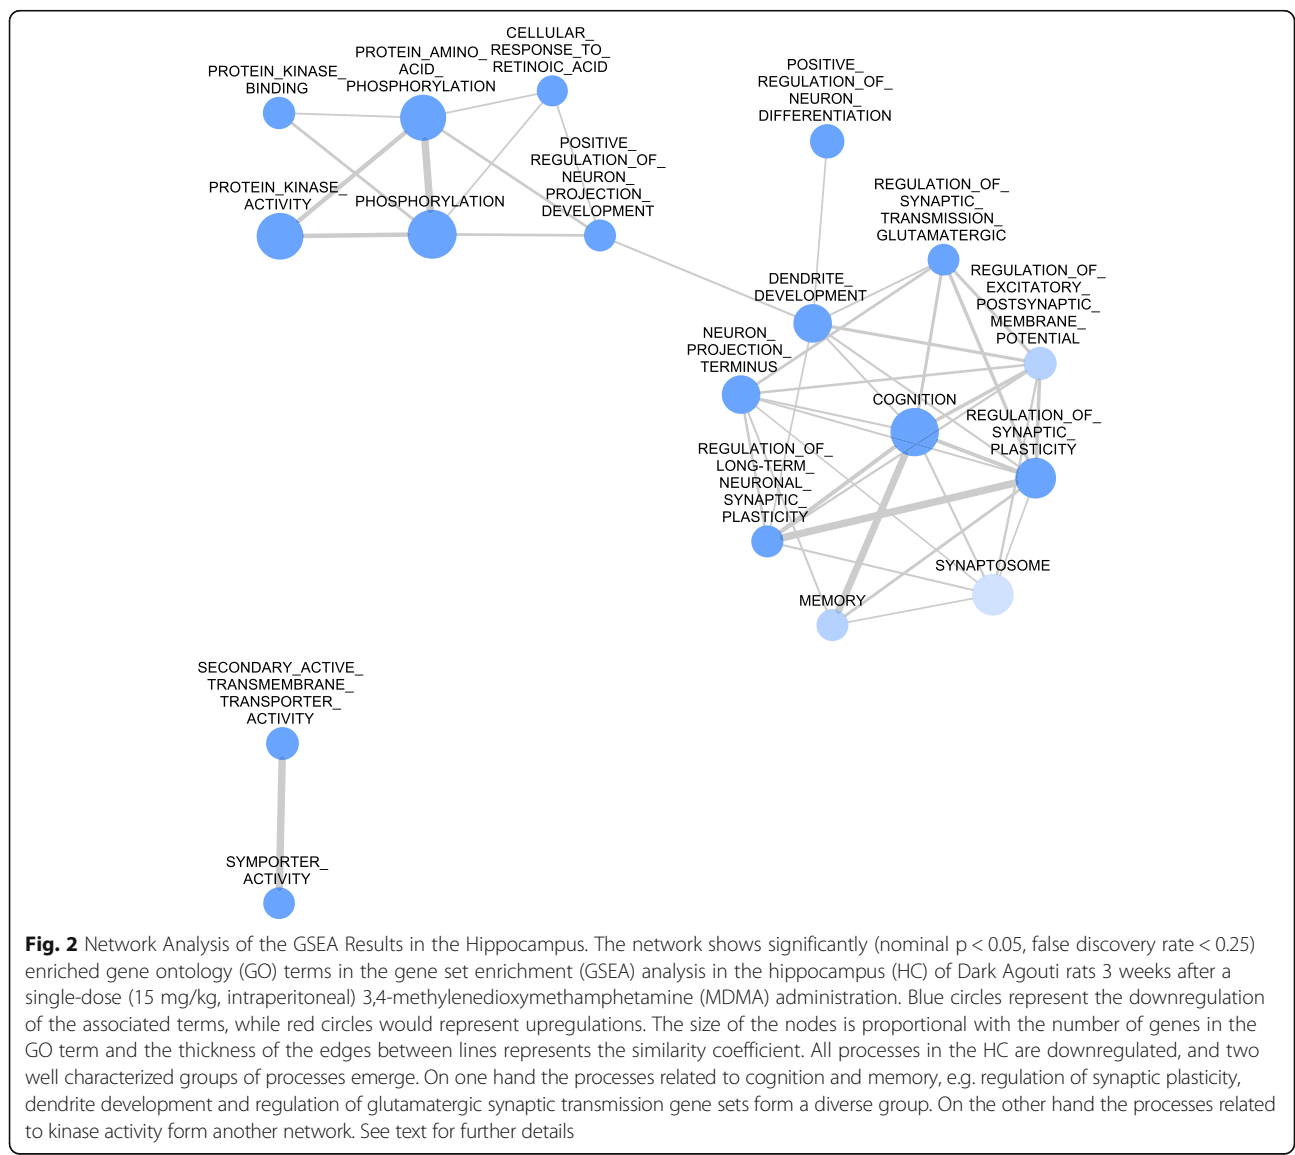 CELLULAR_
RESPONSE_TO_
RETINOIC_ACID
PROTEIN_AMINO_
ACID_
PHOSPHORYLATION
PROTEIN_KINASE_
BINDING
POSITIVE_
REGULATION_OF_
NEURON_
DIFFERENTIATION
POSITIVE_
REGULATION_OF_
NEURON_
PROJECTION_
DEVELOPMENT
PROTEIN_KINASE_
ACTIVITY
PHOSPHORYLATION
REGULATION_OF_
SYNAPTIC_
TRANSMISSION_
GLUTAMATERGIC
REGULATION_OF_
EXCITATORY_
POSTSYNAPTIC_
MEMBRANE_
POTENTIAL
DENDRITE_
DEVELOPMENT
NEURON_
PROJECTION_
TERMINUS
COGNITION
REGULATION_OF_
SYNAPTIC_
PLASTICITY
REGULATION_OF_
LONG-TERM_
NEURONAL_
SYNAPTIC_
PLASTICITY
SYNAPTOSOME
MEMORY
SECONDARY_ACTIVE_
TRANSMEMBRANE_
TRANSPORTER_
ACTIVITY
SYMPORTER_
ACTIVITY
Fig. 2 Network Analysis of the GSEA Results in the Hippocampus. The network shows significantly (nominal p < 0.05, false discovery rate < 0.25)
enriched gene ontology (GO) terms in the gene set enrichment (GSEA) analysis in the hippocampus (HC) of Dark Agouti rats 3 weeks after a
single-dose (15 mg/kg, intraperitoneal) 3,4-methylenedioxymethamphetamine (MDMA) administration. Blue circles represent the downregulation
of the associated terms, while red circles would represent upregulations. The size of the nodes is proportional with the number of genes in the
GO term and the thickness of the edges between lines represents the similarity coefficient. All processes in the HC are downregulated, and two
well characterized groups of processes emerge. On one hand the processes related to cognition and memory, e.g. regulation of synaptic plasticity,
dendrite development and regulation of glutamatergic synaptic transmission gene sets form a diverse group. On the other hand the processes related
to kinase activity form another network. See text for further details